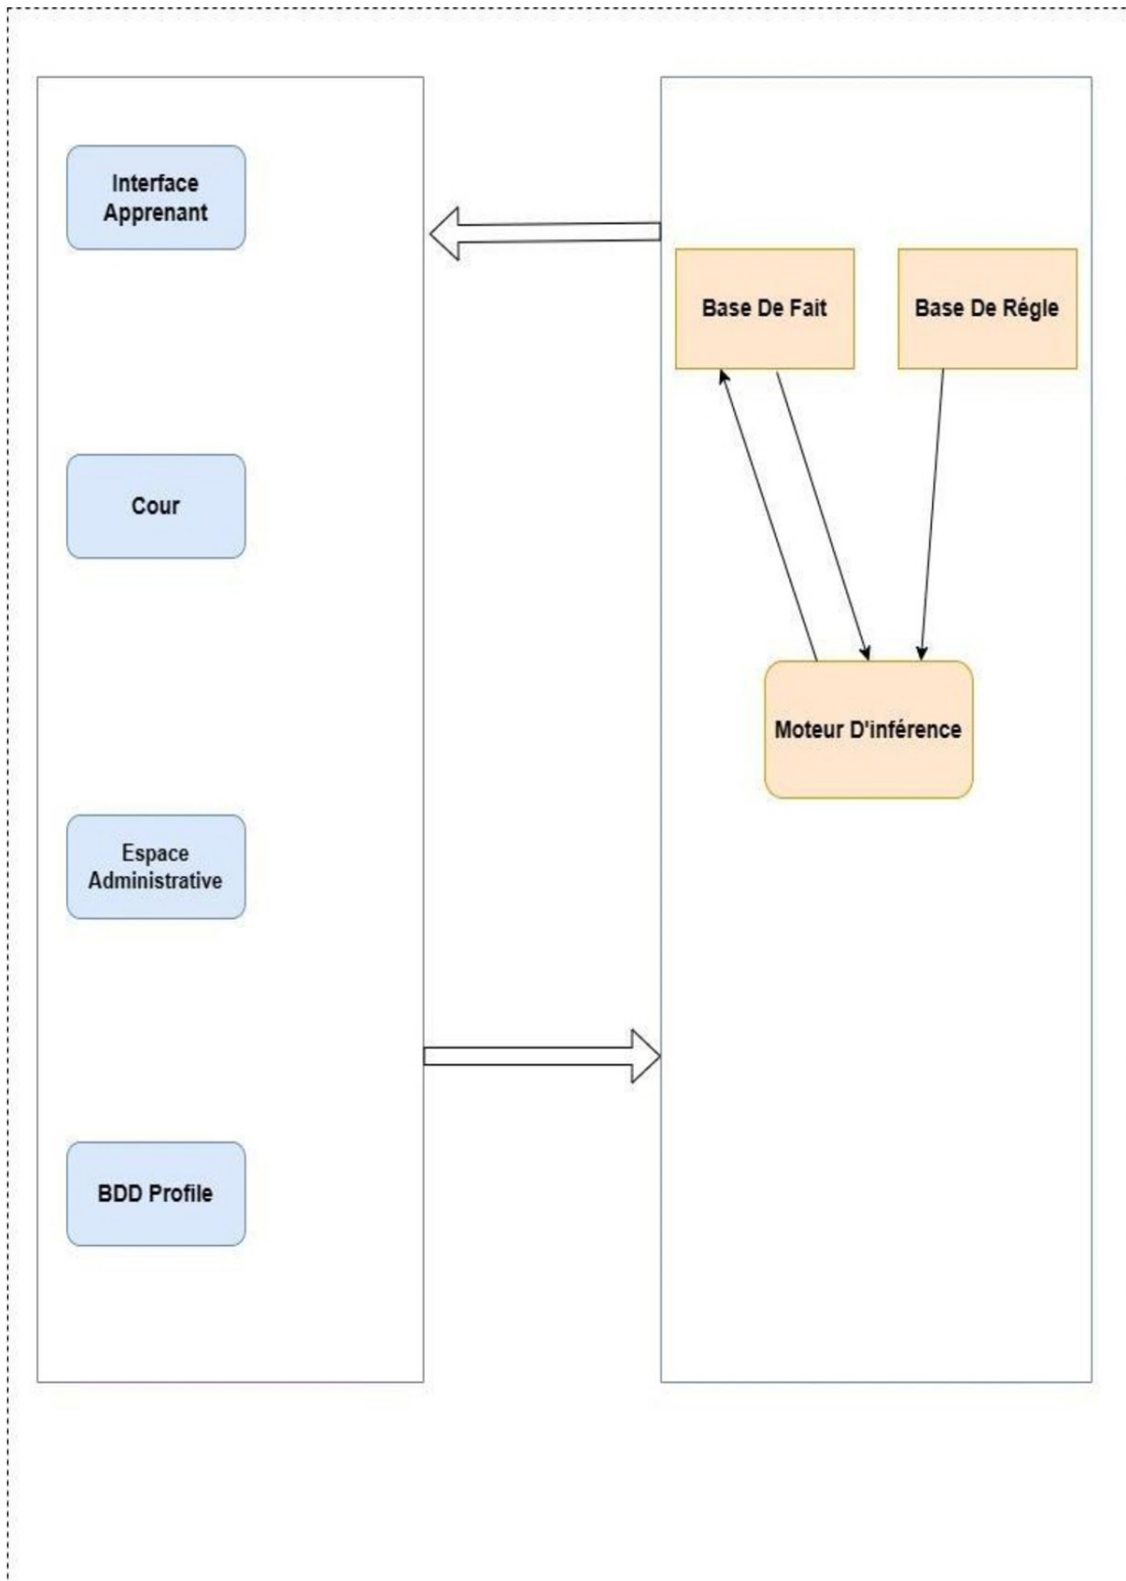 Interface
Apprenant
Cour
Espace
Administrative
BDD Profile
Base De Fait
Base De Régle
Moteur D'inférence